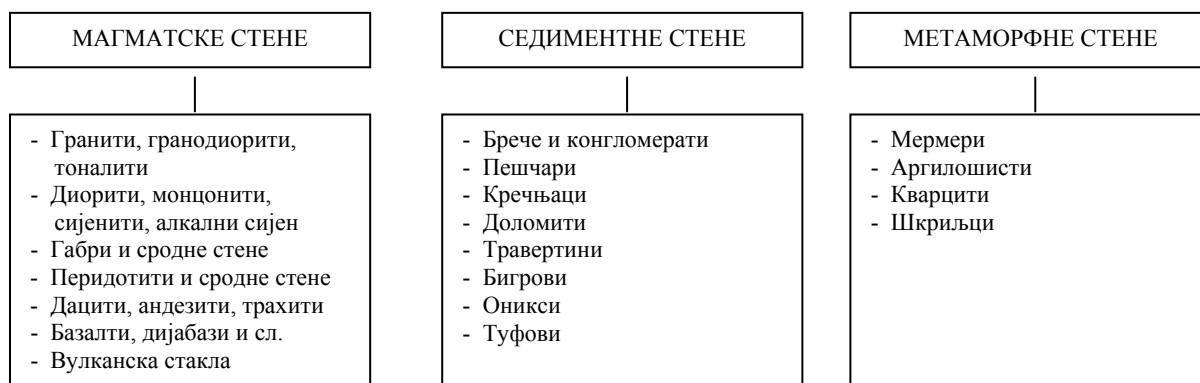 МАГМАТСКЕ СТЕНЕ
- Гранити, гранодиорити,
тоналити
- Диорити, монцонити,
сијенити, алкални сијен
- Габри и сродне стене
- Перидотити и сродне стене
- Дацити, андезити, трахити
- Базалти, дијабази и сл.
- Вулканска стакла
СЕДИМЕНТНЕ СТЕНЕ
- Брече и конгломерати
- Пешчари
- Кречњаци
- Доломити
- Травертини
- Бигрови
- Оникси
- Туфови
МЕТАМОРФНЕ СТЕНЕ
- Мермери
- Аргилошисти
- Кварцити
- Шкриљци